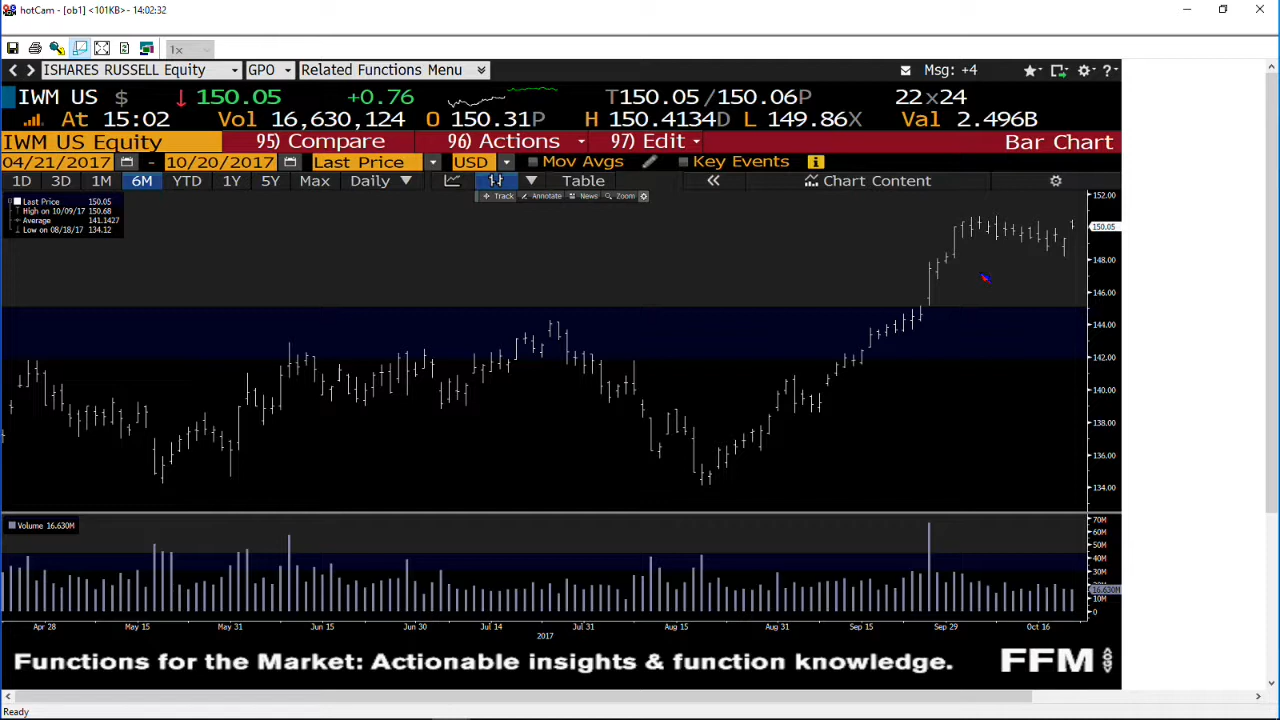 hotCam - [ob1] <101KB> - 14:02:32
1x
ISHARES RUSSELL Equity GPO Related Functions Menu Msg: +4
IWM US $ ↓ 150.05 +0.76 T150.05 /150.06P 22x24
At 15:02 Vol 16,630,124 O 150.31P H 150.4134D L 149.86X Val 2.496B
IWM US Equity 95) Compare 96) Actions 97) Edit Bar Chart
04/21/2017 - 10/20/2017 Last Price USD Mov Avgs Key Events
1D 3D 1M 6M YTD 1Y 5Y Max Daily ▼ Table « Chart Content
Track Annotate News Zoom
Last Price 150.05
High on 10/09/17 150.68
Average 141.1427
Low on 08/18/17 134.12
152.00
150.05
148.00
146.00
144.00
142.00
140.00
138.00
136.00
134.00
Volume 16.630M
70M
60M
50M
40M
30M
16.630M
10M
0
Apr 28 May 15 May 31 Jun 15 Jun 30 Jul 14 Jul 31 Aug 15 Aug 31 Sep 15 Sep 29 Oct 16
2017
Functions for the Market: Actionable insights & function knowledge. FFM
Ready